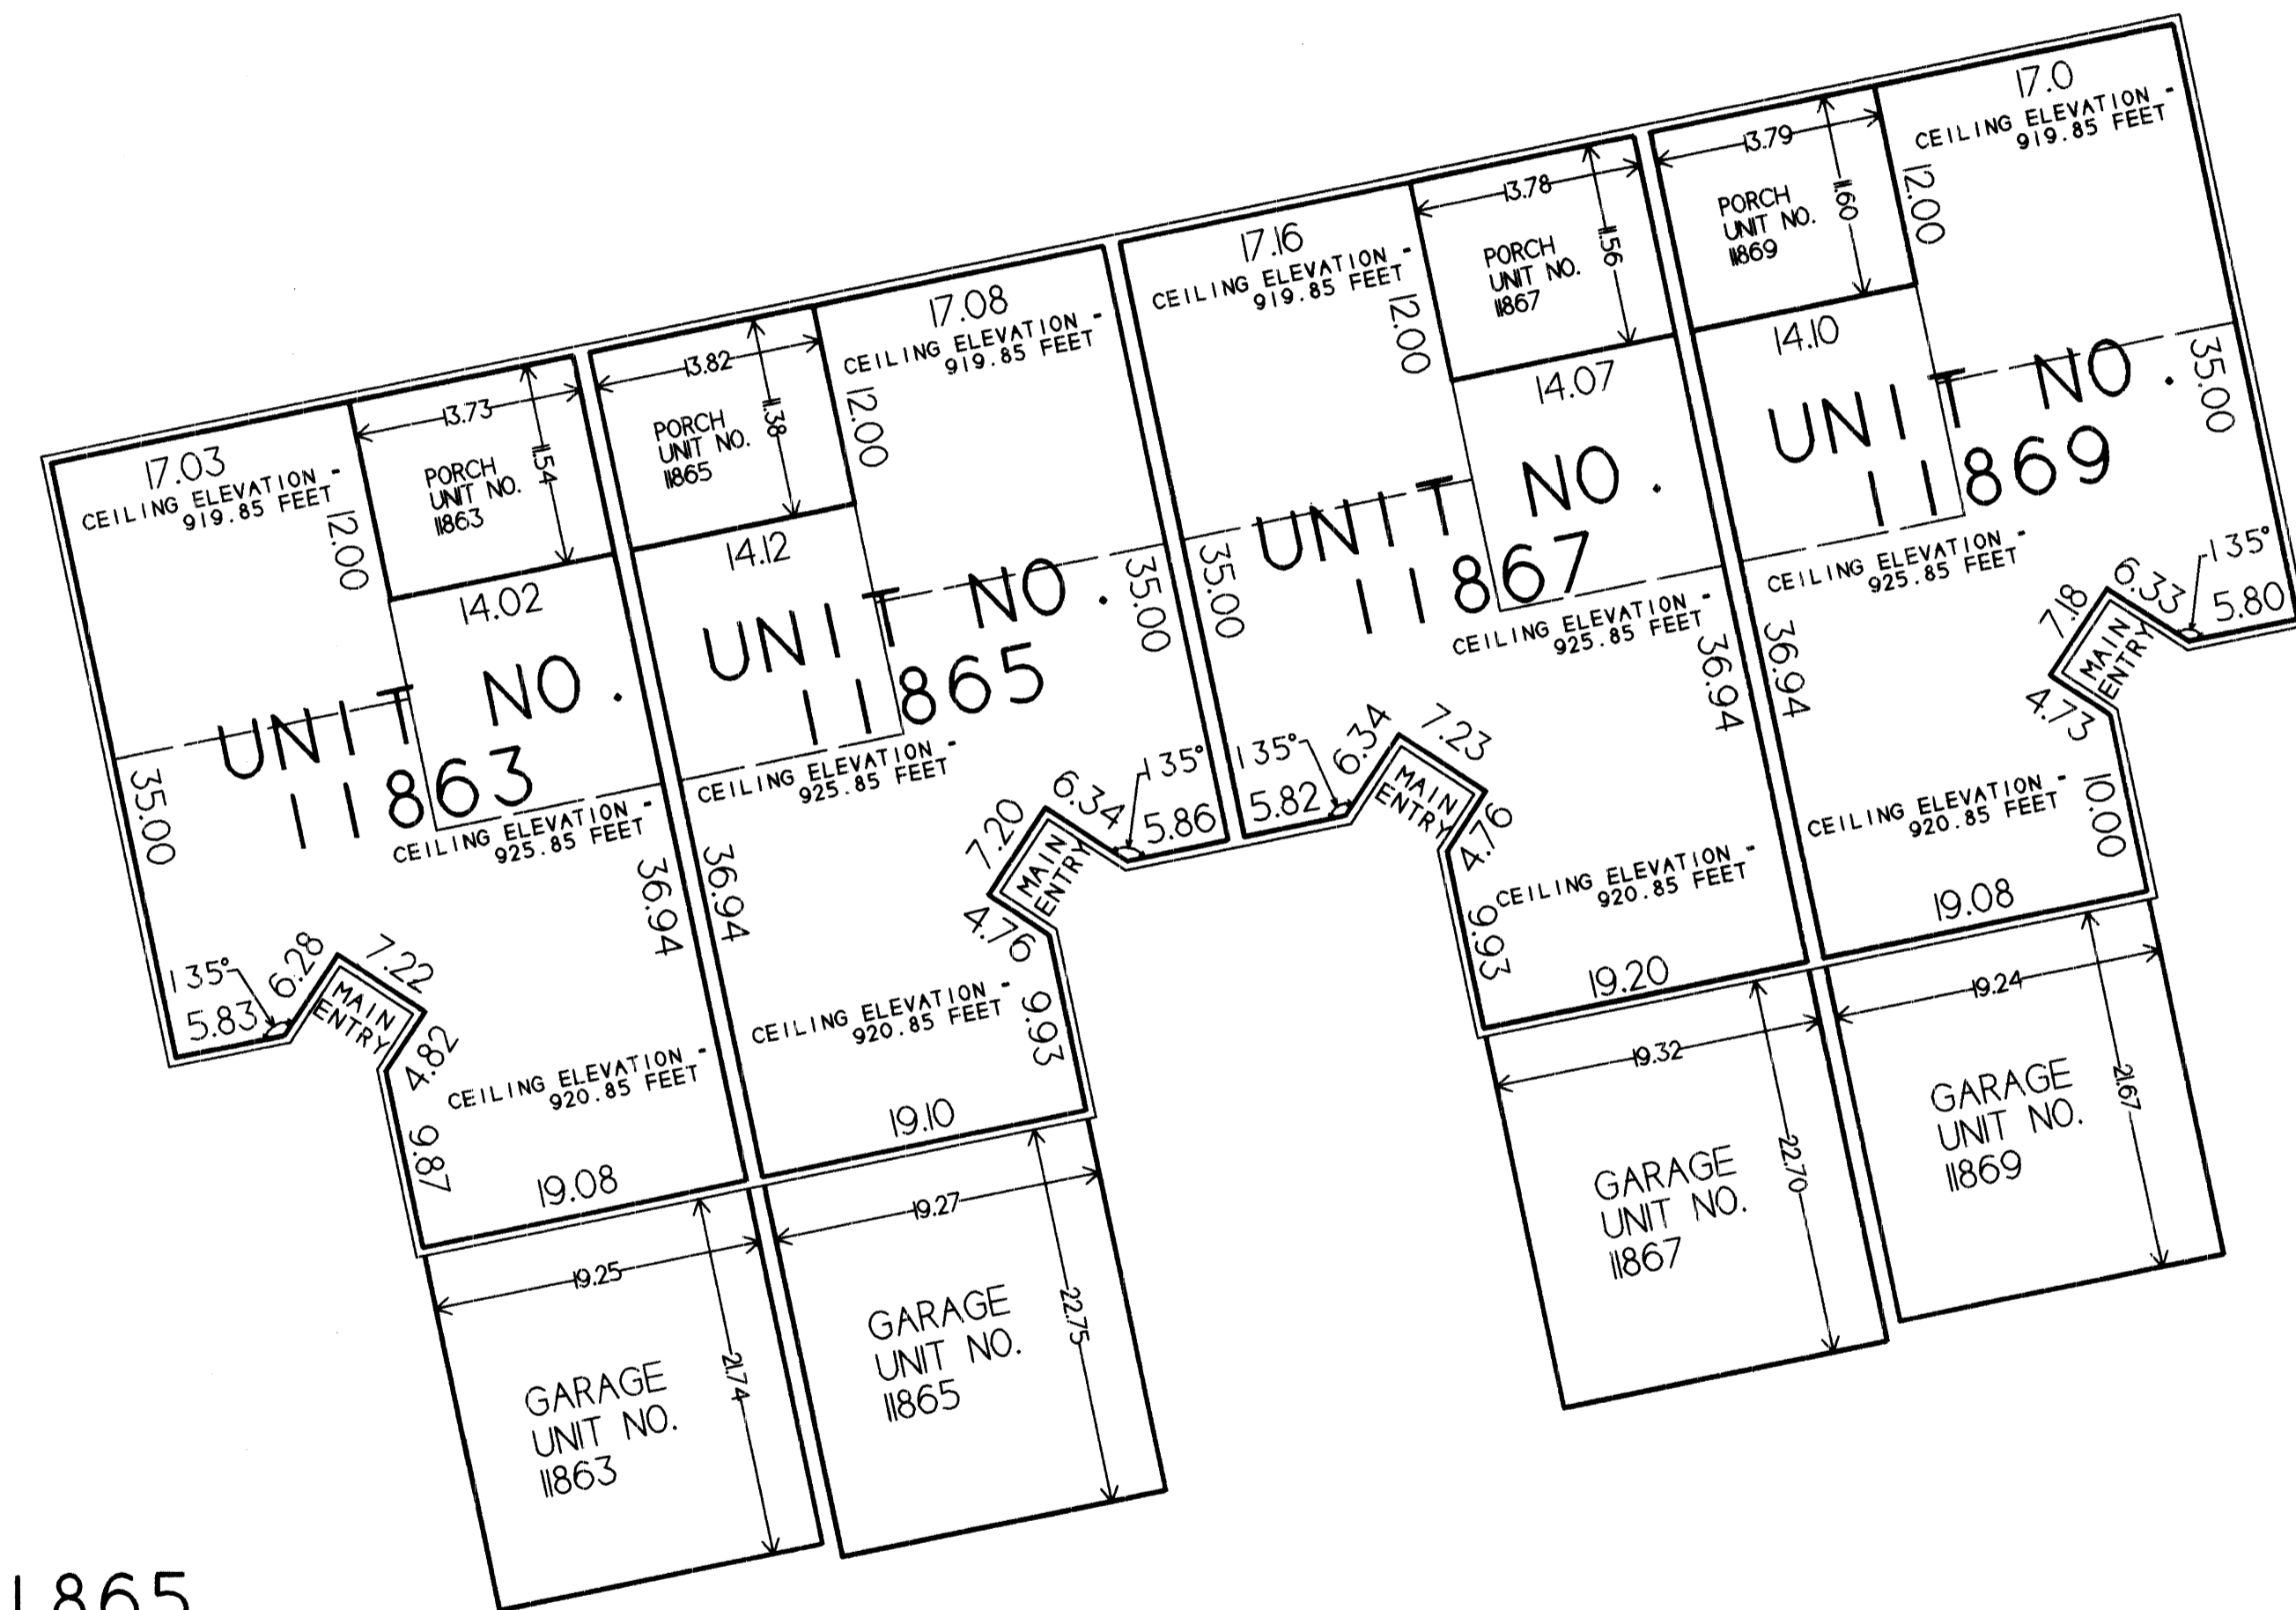 17.03
CEILING ELEVATION -
919.85 FEET
12.00
13.73
11.54
PORCH
UNIT NO.
11863
14.02
UNIT NO.
11863
35.00
CEILING ELEVATION -
925.85 FEET
36.94
135°
5.83
6.28
7.22
MAIN
ENTRY
4.82
9.87
CEILING ELEVATION -
920.85 FEET
19.08
19.25
21.74
GARAGE
UNIT NO.
11863
13.82
11.38
PORCH
UNIT NO.
11865
12.00
17.08
CEILING ELEVATION -
919.85 FEET
14.12
UNIT NO.
11865
35.00
CEILING ELEVATION -
925.85 FEET
36.94
7.20
6.34
135°
5.86
MAIN
ENTRY
4.76
9.93
CEILING ELEVATION -
920.85 FEET
19.10
19.27
22.75
GARAGE
UNIT NO.
11865
17.16
CEILING ELEVATION -
919.85 FEET
12.00
13.78
11.56
PORCH
UNIT NO.
11867
14.07
UNIT NO.
11867
35.00
CEILING ELEVATION -
925.85 FEET
36.94
135°
5.82
6.34
7.23
MAIN
ENTRY
4.76
9.93
CEILING ELEVATION -
920.85 FEET
19.20
19.32
22.70
GARAGE
UNIT NO.
11867
13.79
11.60
PORCH
UNIT NO.
11869
12.00
17.0
CEILING ELEVATION -
919.85 FEET
14.10
UNIT NO.
11869
35.00
CEILING ELEVATION -
925.85 FEET
36.94
7.18
6.33
135°
5.80
MAIN
ENTRY
4.73
10.00
CEILING ELEVATION -
920.85 FEET
19.08
19.24
21.67
GARAGE
UNIT NO.
11869
1865